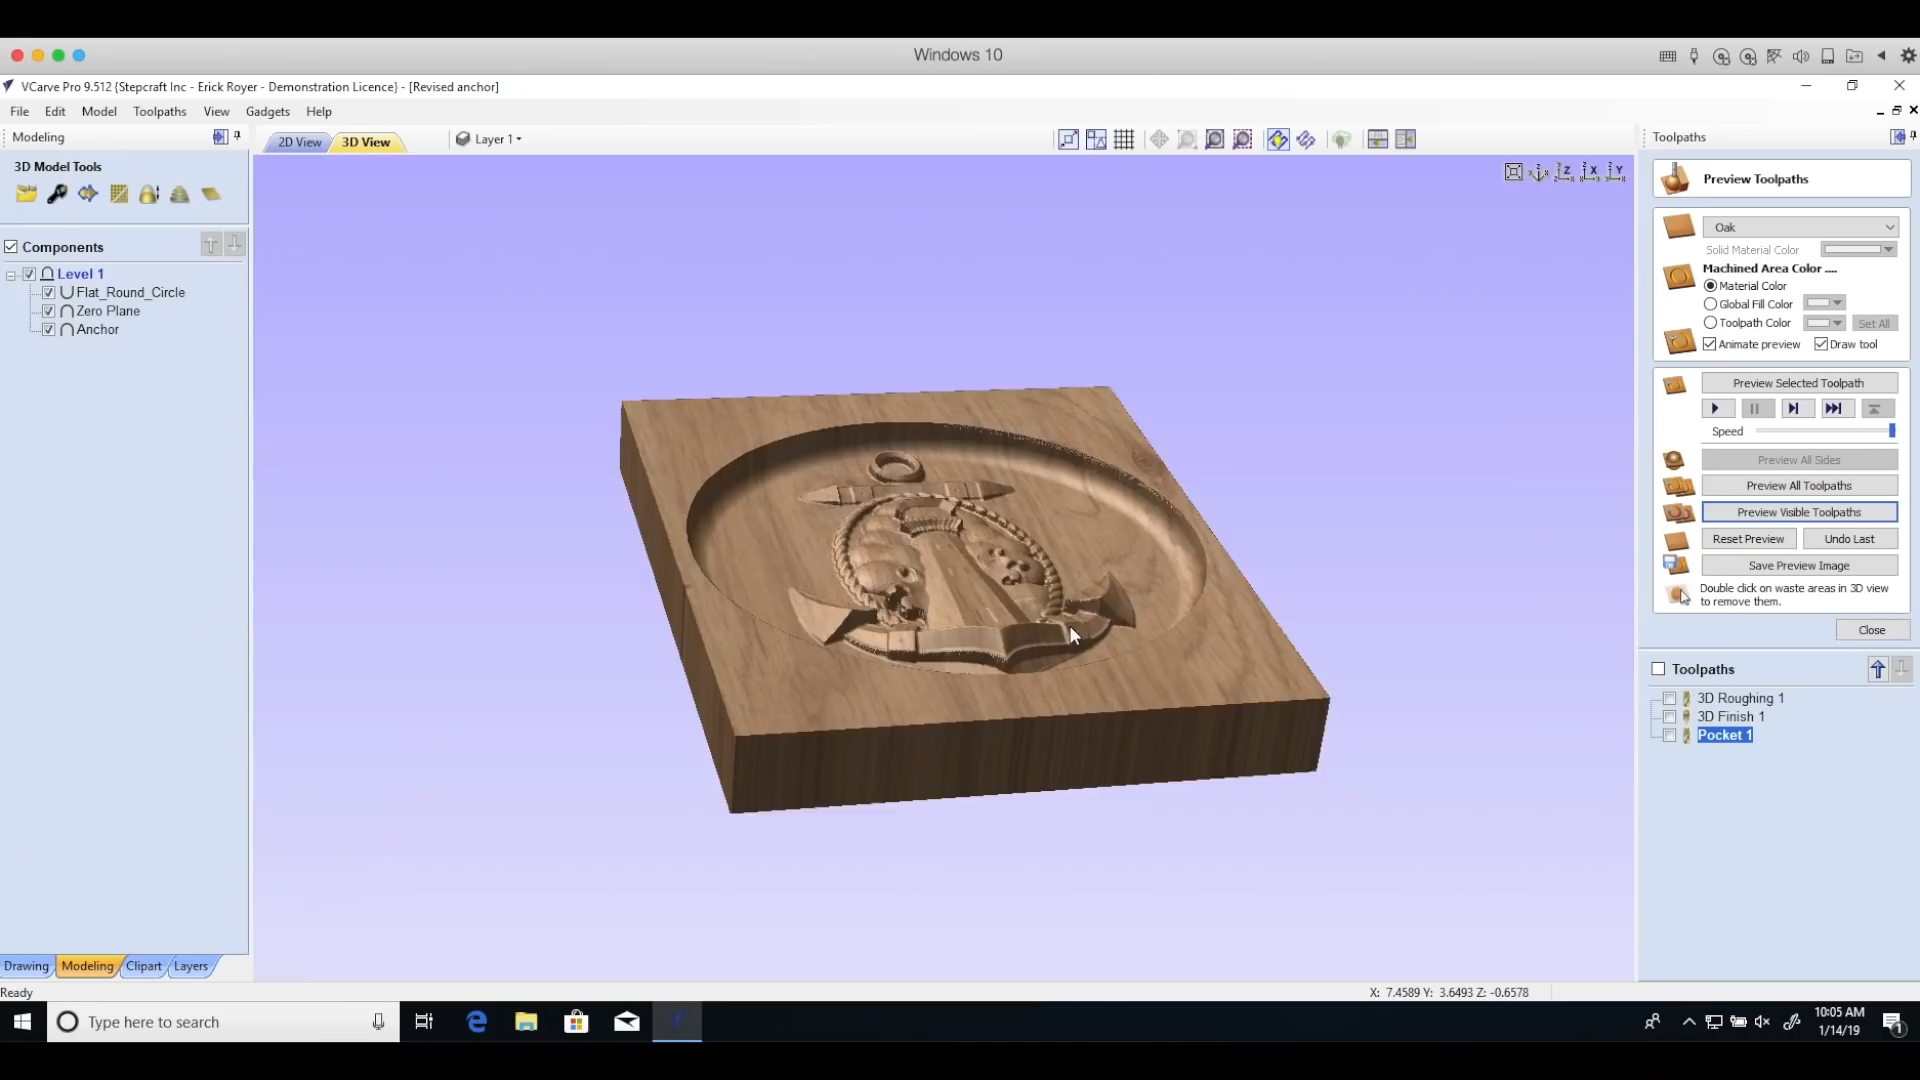 Windows 10
VCarve Pro 9.512 {Stepcraft Inc - Erick Royer - Demonstration Licence} - [Revised anchor]
File Edit Model Toolpaths View Gadgets Help
Modeling
2D View 3D View Layer 1
Toolpaths
3D Model Tools
Z X Y
Preview Toolpaths
Oak
Solid Material Color
Machined Area Color ....
Material Color
Global Fill Color
Toolpath Color Set All
Animate preview Draw tool
Components
Level 1
Flat_Round_Circle
Zero Plane
Anchor
Preview Selected Toolpath
Speed
Preview All Sides
Preview All Toolpaths
Preview Visible Toolpaths
Reset Preview Undo Last
Save Preview Image
Double click on waste areas in 3D view
to remove them.
Close
Toolpaths
3D Roughing 1
3D Finish 1
Pocket 1
Drawing Modeling Clipart Layers
Ready
X: 7.4589 Y: 3.6493 Z: -0.6578
Type here to search
10:05 AM
1/14/19
1